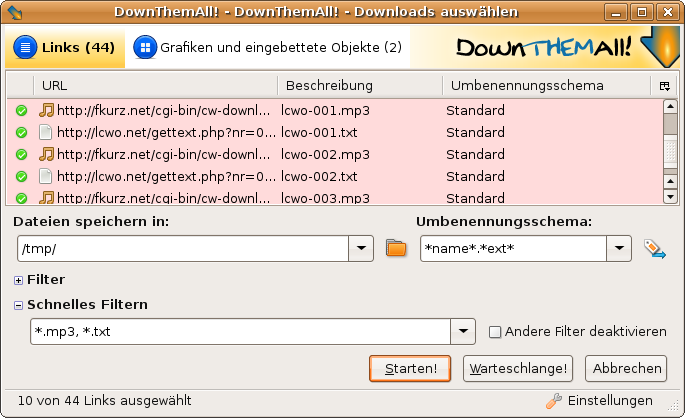 DownThemAll! - DownThemAll! - Downloads auswählen
Links (44) Grafiken und eingebettete Objekte (2) DownTHEMAll!
URL Beschreibung Umbenennungsschema
http://fkurz.net/cgi-bin/cw-downl... lcwo-001.mp3 Standard
http://lcwo.net/gettext.php?nr=0... lcwo-001.txt Standard
http://fkurz.net/cgi-bin/cw-downl... lcwo-002.mp3 Standard
http://lcwo.net/gettext.php?nr=0... lcwo-002.txt Standard
http://fkurz.net/cgi-bin/cw-downl... lcwo-003.mp3 Standard
Dateien speichern in: Umbenennungsschema:
/tmp/ *name*.*ext*
Filter
Schnelles Filtern
*.mp3, *.txt Andere Filter deaktivieren
Starten! Warteschlange! Abbrechen
10 von 44 Links ausgewählt Einstellungen